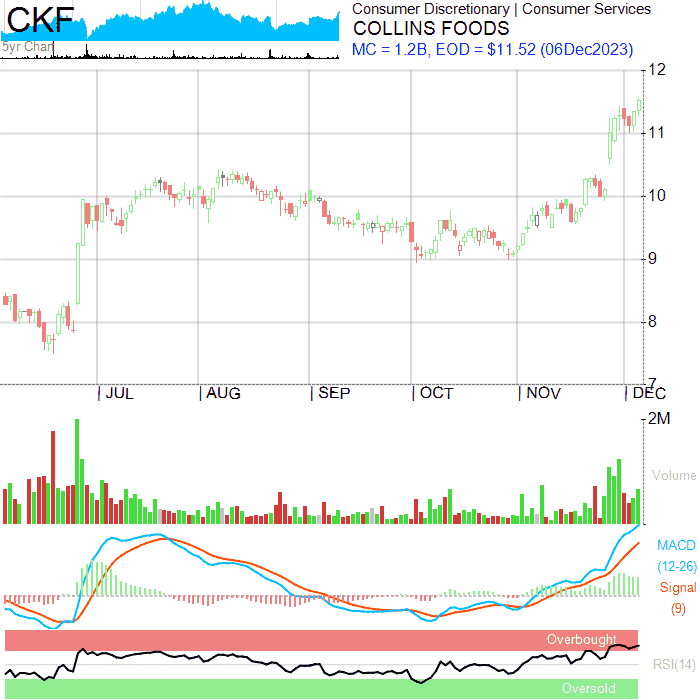 CKF
5yr Chart
Consumer Discretionary | Consumer Services
COLLINS FOODS
MC = 1.2B, EOD = $11.52 (06Dec2023)
12
11
10
9
8
7
JUL
AUG
SEP
OCT
NOV
DEC
2M
Volume
MACD
(12-26)
Signal
(9)
Overbought
RSI(14)
Oversold